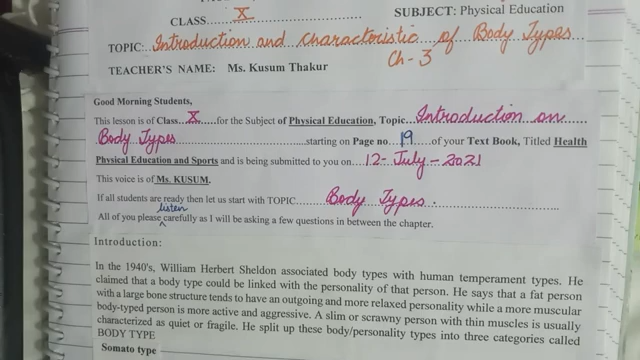 CLASS....X.... SUBJECT: Physical Education
TOPIC: Introduction and Characteristic of Body Types
Ch-3
TEACHER'S NAME: Ms. Kusum Thakur
Good Morning Students,
This lesson is of Class...X.....for the Subject of Physical Education, Topic...Introduction on.....
Body Types.....starting on Page no...19....of your Text Book, Titled Health
Physical Education and Sports and is being submitted to you on....12-July-2021
This voice is of Ms. KUSUM.
If all students are ready then let us start with TOPIC.......Body Types.
listen
All of you please ^ carefully as I will be asking a few questions in between the chapter.
Introduction:
In the 1940's, William Herbert Sheldon associated body types with human temperament types. He
claimed that a body type could be linked with the personality of that person. He says that a fat person
with a large bone structure tends to have an outgoing and more relaxed personality while a more muscular
body-typed person is more active and aggressive. A slim or scrawny person with thin muscles is usually
characterized as quiet or fragile. He split up these body/personality types into three categories called
BODY TYPE
Somato type